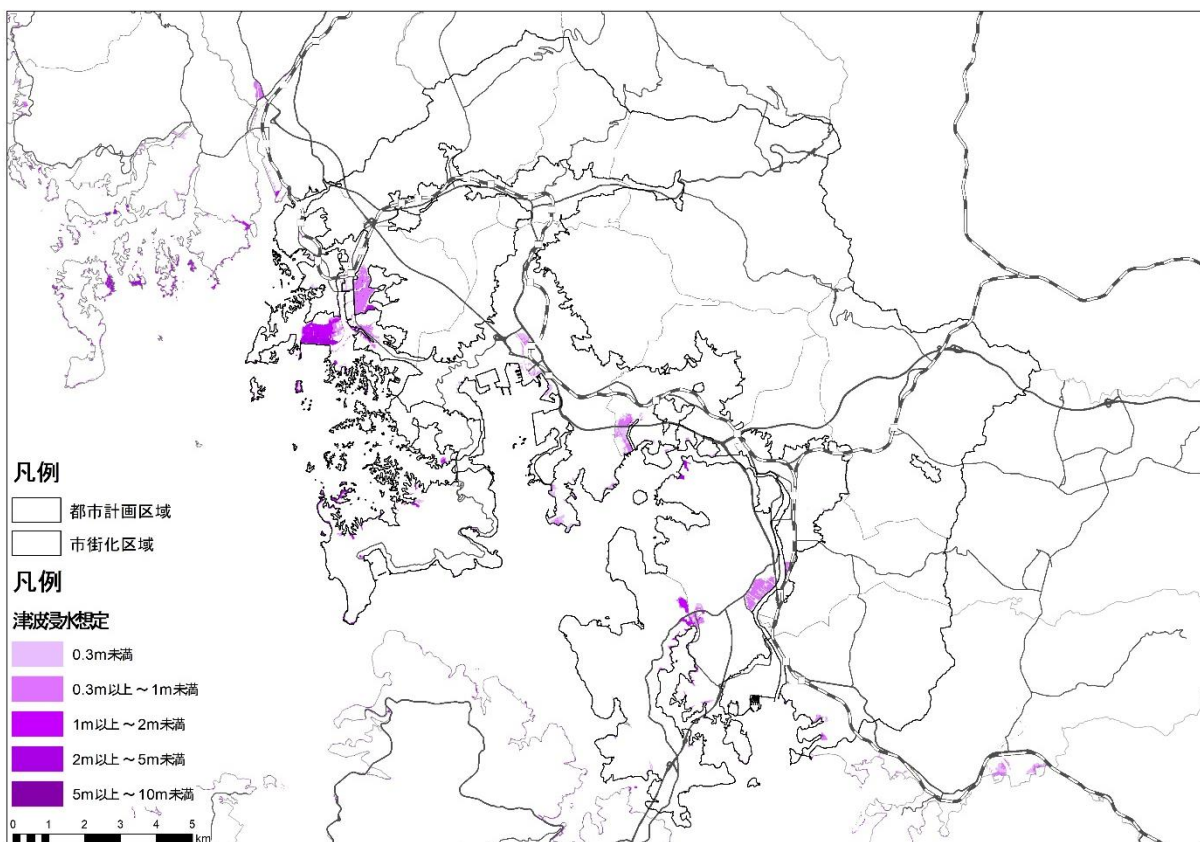 凡例
都市計画区域
市街化区域
凡例
津波浸水想定
0.3m未満
0.3m以上~1m未満
1m以上~2m未満
2m以上~5m未満
5m以上~10m未満
0 1 2 3 4 5
km